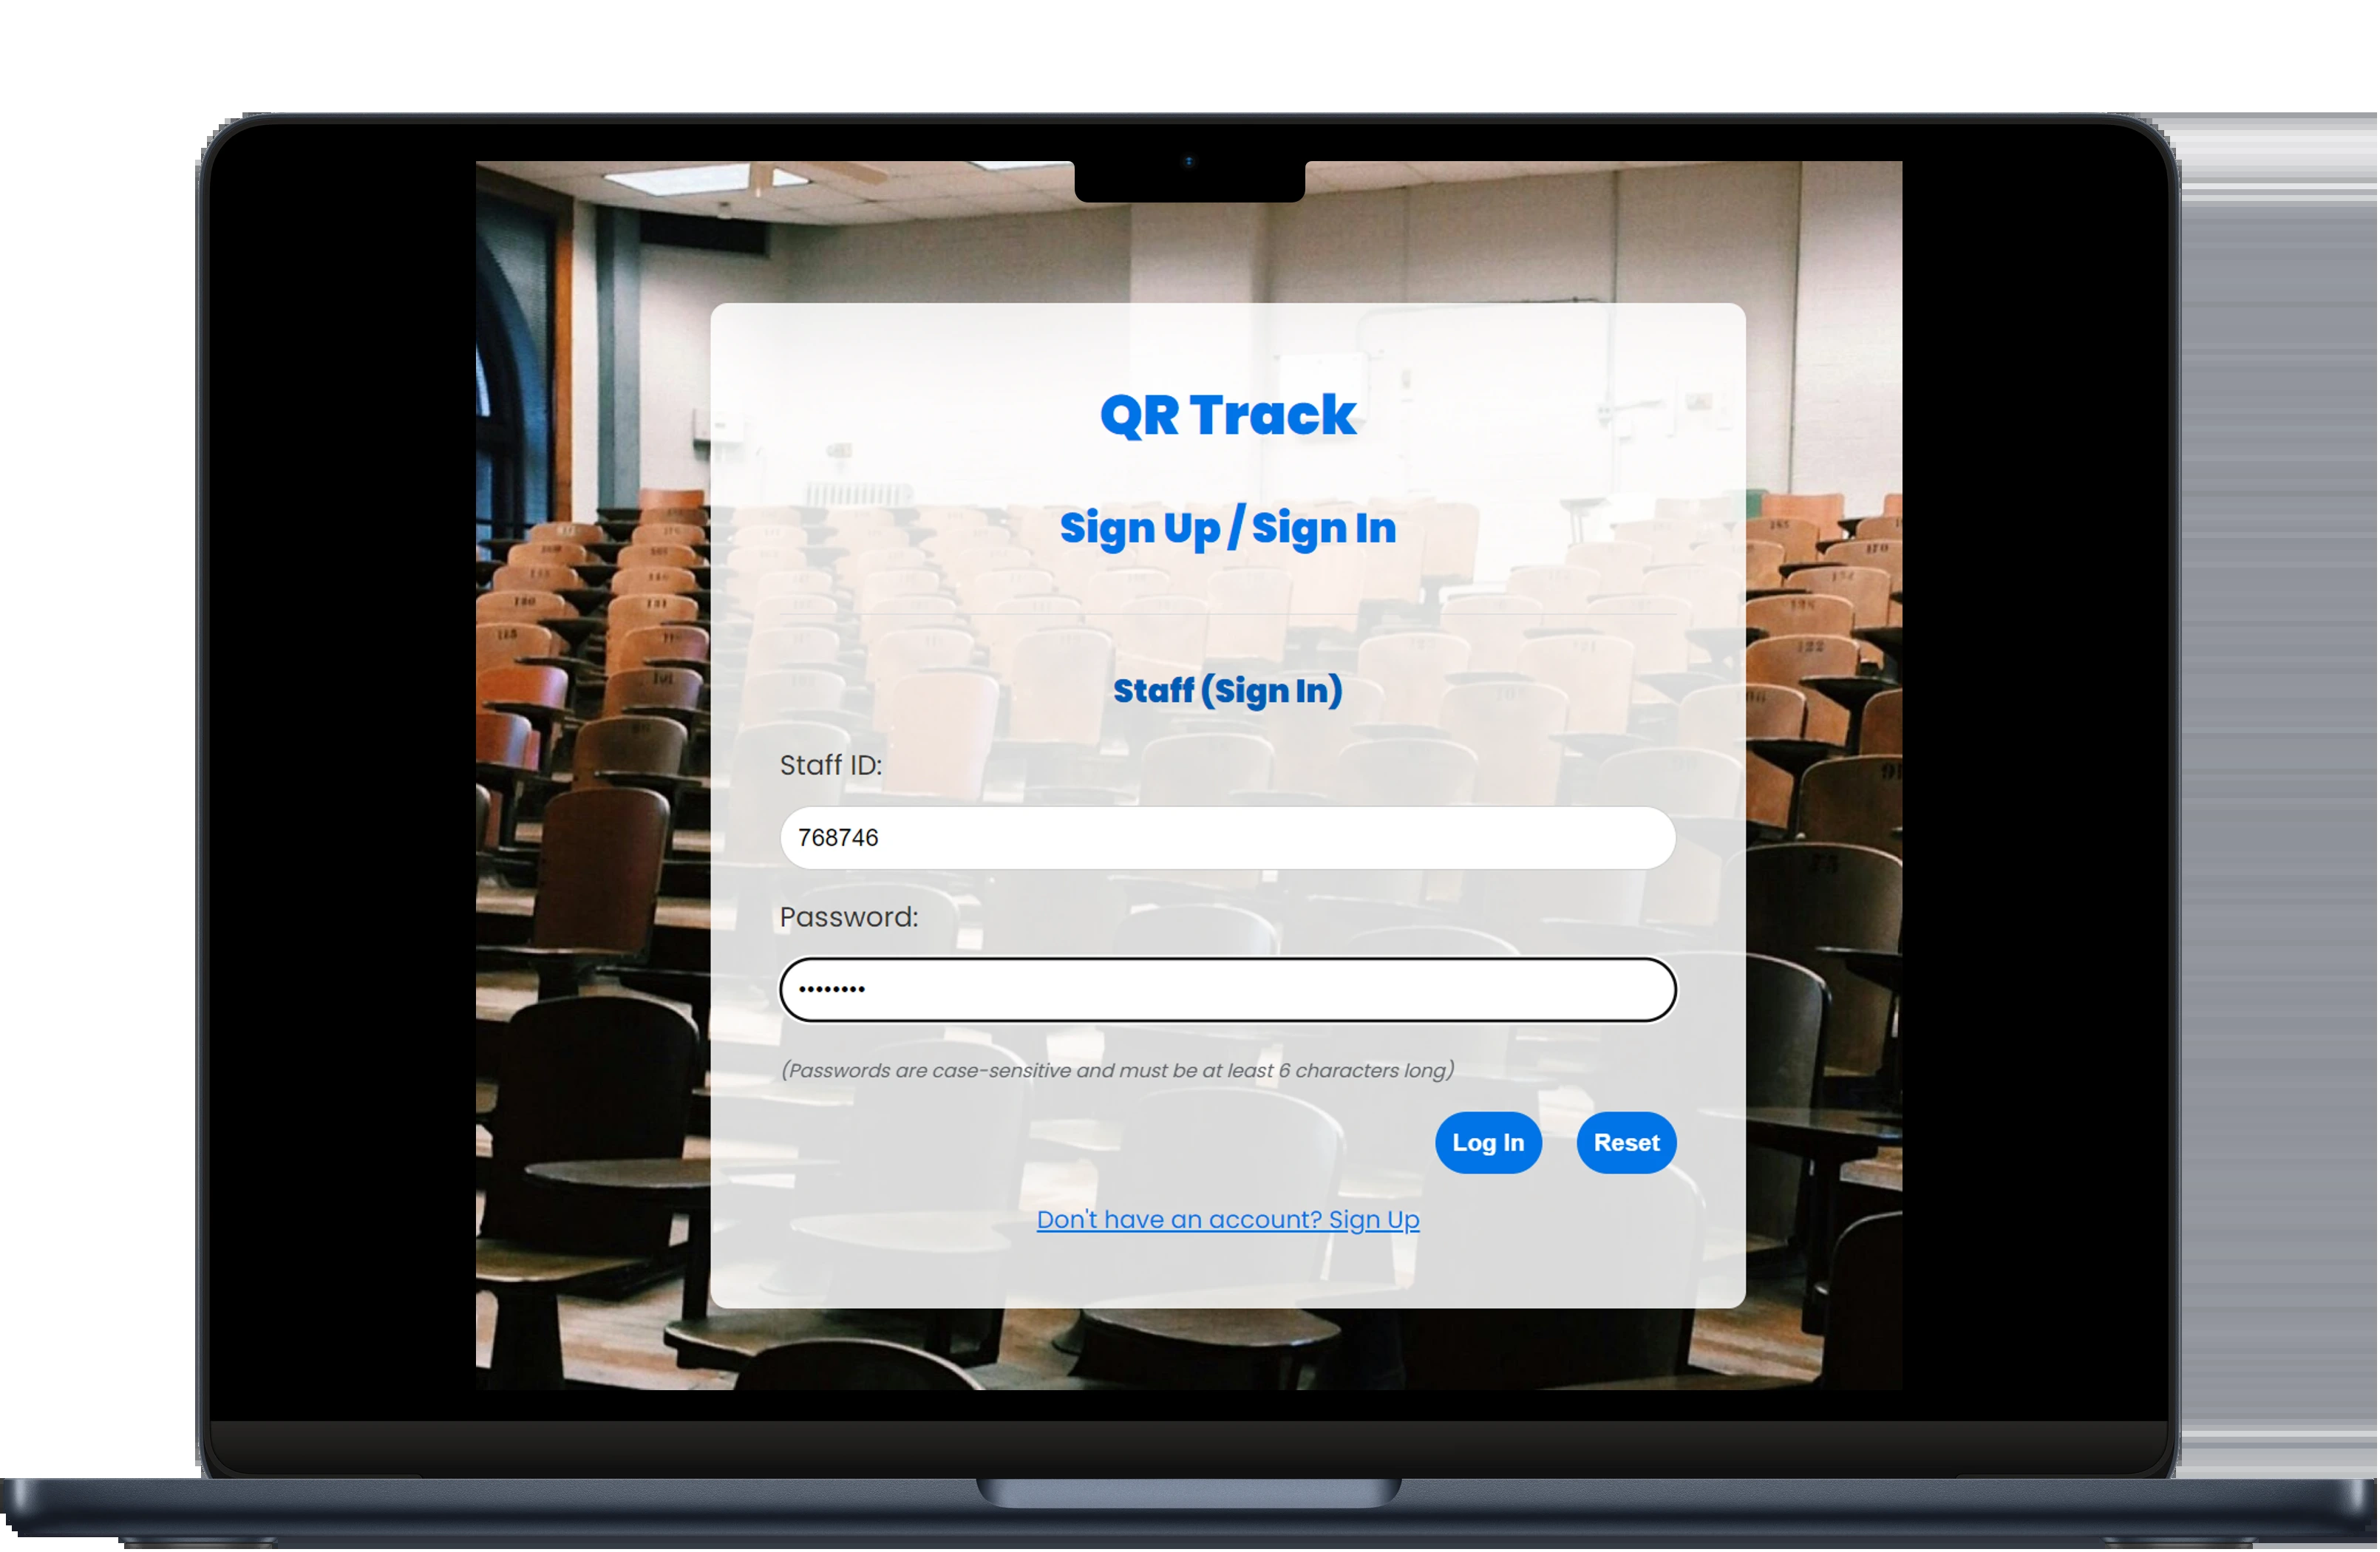 QR Track
Sign Up / Sign In
Staff (Sign In)
Staff ID:
768746
Password:
••••••••
(Passwords are case-sensitive and must be at least 6 characters long)
Log In
Reset
Don't have an account? Sign Up